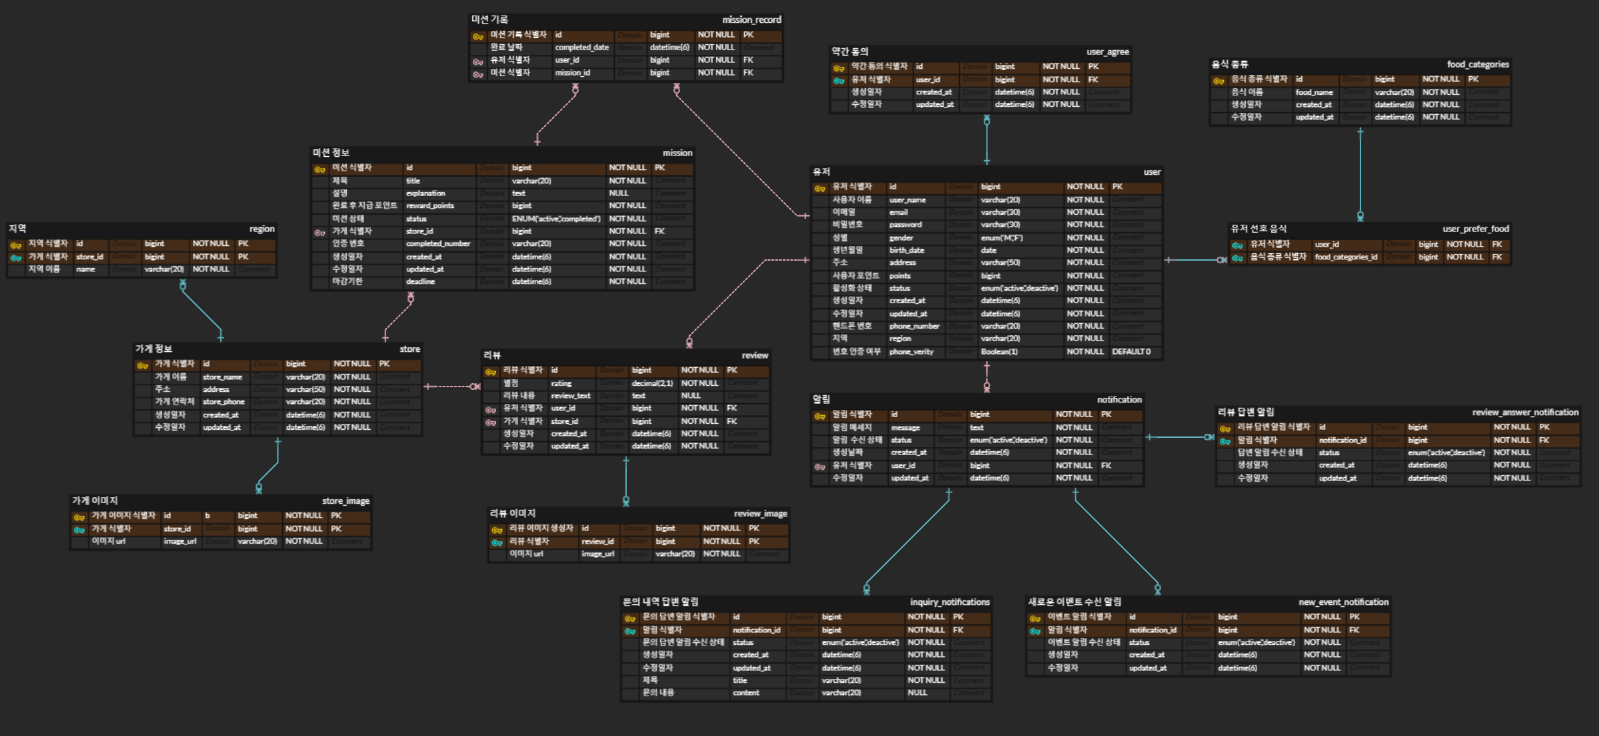 미션 기록 mission_record
미션 기록 식별자 id Domain bigint NOT NULL PK
완료 날짜 completed_date Domain datetime(6) NOT NULL Comment
유저 식별자 user_id Domain bigint NOT NULL FK
미션 식별자 mission_id Domain bigint NOT NULL FK
약간 동의 user_agree
약간 동의 식별자 id Domain bigint NOT NULL PK
유저 식별자 user_id Domain bigint NOT NULL FK
생성일자 created_at Domain datetime(6) NOT NULL Comment
수정일자 updated_at Domain datetime(6) NOT NULL Comment
음식 종류 food_categories
음식 종류 식별자 id Domain bigint NOT NULL PK
음식 이름 food_name Domain varchar(20) NOT NULL Comment
생성일자 created_at Domain datetime(6) NOT NULL Comment
수정일자 updated_at Domain datetime(6) NOT NULL Comment
미션 정보 mission
미션 식별자 id Domain bigint NOT NULL PK
제목 title Domain varchar(20) NOT NULL Comment
설명 explanation Domain text NULL Comment
완료 후 지급 포인트 reward_points Domain bigint NOT NULL Comment
미션 상태 status Domain ENUM('active','completed') NOT NULL Comment
가게 식별자 store_id Domain bigint NOT NULL FK
인증 번호 completed_number Domain varchar(20) NOT NULL Comment
생성일자 created_at Domain datetime(6) NOT NULL Comment
수정일자 updated_at Domain datetime(6) NOT NULL Comment
마감기한 deadline Domain datetime(6) NOT NULL Comment
유저 user
유저 식별자 id Domain bigint NOT NULL PK
사용자 이름 user_name Domain varchar(20) NOT NULL Comment
이메일 email Domain varchar(30) NOT NULL Comment
비밀번호 password Domain varchar(30) NOT NULL Comment
성별 gender Domain enum('M','F') NOT NULL Comment
생년월일 birth_date Domain date NOT NULL Comment
주소 address Domain varchar(50) NOT NULL Comment
사용자 포인트 points Domain bigint NOT NULL Comment
활성화 상태 status Domain enum('active','deactive') NOT NULL Comment
생성일자 created_at Domain datetime(6) NOT NULL Comment
수정일자 updated_at Domain datetime(6) NOT NULL Comment
핸드폰 번호 phone_number Domain varchar(20) NOT NULL Comment
지역 region Domain varchar(20) NOT NULL Comment
번호 인증 여부 phone_verity Domain Boolean(1) NOT NULL DEFAULT 0
지역 region
지역 식별자 id Domain bigint NOT NULL PK
가게 식별자 store_id Domain bigint NOT NULL PK
지역 이름 name Domain varchar(20) NOT NULL Comment
유저 선호 음식 user_prefer_food
유저식별자 user_id Domain bigint NOT NULL FK
음식 종류 식별자 food_categories_id Domain bigint NOT NULL FK
가게 정보 store
가게 식별자 id Domain bigint NOT NULL PK
가게 이름 store_name Domain varchar(20) NOT NULL Comment
주소 address Domain varchar(50) NOT NULL Comment
가게 연락처 store_phone Domain varchar(20) NOT NULL Comment
생성일자 created_at Domain datetime(6) NOT NULL Comment
수정일자 updated_at Domain datetime(6) NOT NULL Comment
리뷰 review
리뷰 식별자 id Domain bigint NOT NULL PK
별점 rating Domain decimal(2,1) NOT NULL Comment
리뷰 내용 review_text Domain text NULL Comment
유저 식별자 user_id Domain bigint NOT NULL FK
가게 식별자 store_id Domain bigint NOT NULL FK
생성일자 created_at Domain datetime(6) NOT NULL Comment
수정일자 updated_at Domain datetime(6) NOT NULL Comment
알림 notification
알림 식별자 id Domain bigint NOT NULL PK
알림 메세지 message Domain text NOT NULL Comment
알림 수신 상태 status Domain enum('active','deactive') NOT NULL Comment
생성날짜 created_at Domain datetime(6) NOT NULL Comment
유저 식별자 user_id Domain bigint NOT NULL FK
수정일자 updated_at Domain datetime(6) NOT NULL Comment
리뷰 답변 알림 review_answer_notification
리뷰 답변 알림 식별자 id Domain bigint NOT NULL PK
알림 식별자 notification_id Domain bigint NOT NULL FK
답변 알림 수신 상태 status Domain enum('active','deactive') NOT NULL Comment
생성일자 created_at Domain datetime(6) NOT NULL Comment
수정일자 updated_at Domain datetime(6) NOT NULL Comment
가게 이미지 store_image
가게 이미지 식별자 id b bigint NOT NULL PK
가게 식별자 store_id Domain bigint NOT NULL PK
이미지 url image_url Domain varchar(20) NOT NULL Comment
리뷰 이미지 review_image
리뷰 이미지 생성자 id Domain bigint NOT NULL PK
리뷰 식별자 review_id Domain bigint NOT NULL PK
이미지 url image_url Domain varchar(20) NOT NULL Comment
문의 내역 답변 알림 inquiry_notifications
문의 답변 알림 식별자 id Domain bigint NOT NULL PK
알림 식별자 notification_id Domain bigint NOT NULL FK
문의 답변 알림 수신 상태 status Domain enum('active','deactive') NOT NULL Comment
생성일자 created_at Domain datetime(6) NOT NULL Comment
수정일자 updated_at Domain datetime(6) NOT NULL Comment
제목 title Domain varchar(20) NOT NULL Comment
문의 내용 content Domain varchar(20) NULL Comment
새로운 이벤트 수신 알림 new_event_notification
이벤트 알림 식별자 id Domain bigint NOT NULL PK
알림 식별자 notification_id Domain bigint NOT NULL FK
이벤트 알림 수신 상태 status Domain enum('active','deactive') NOT NULL Comment
생성일자 created_at Domain datetime(6) NOT NULL Comment
수정일자 updated_at Domain datetime(6) NOT NULL Comment